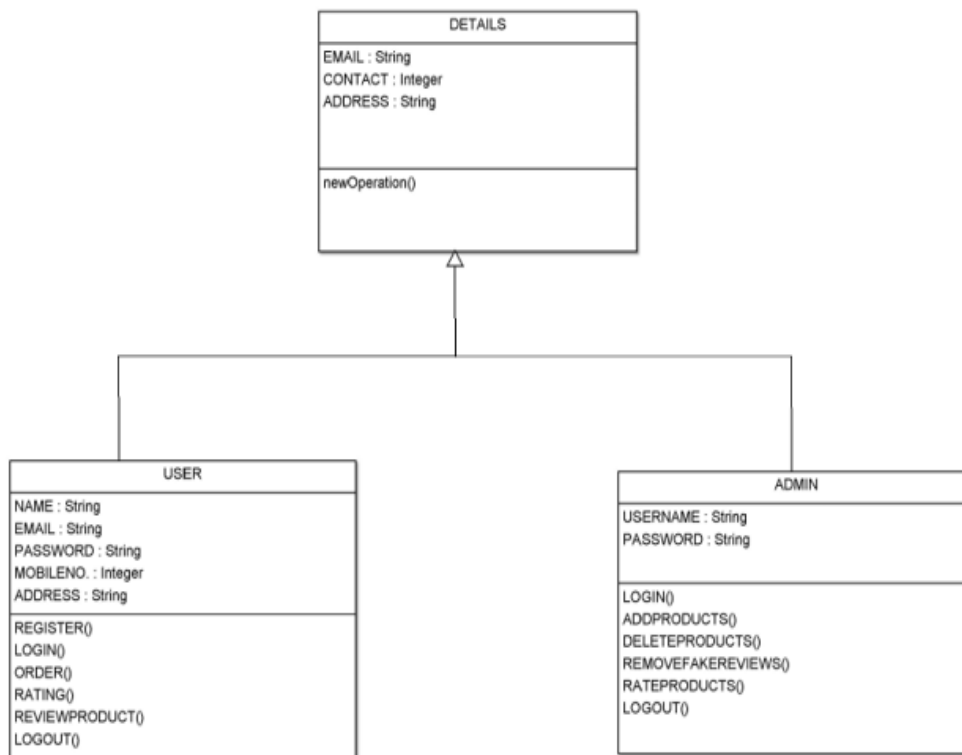 DETAILS
EMAIL : String
CONTACT : Integer
ADDRESS : String
newOperation()
USER
NAME : String
EMAIL : String
PASSWORD : String
MOBILENO. : Integer
ADDRESS : String
REGISTER()
LOGIN()
ORDER()
RATING()
REVIEWPRODUCT()
LOGOUT()
ADMIN
USERNAME : String
PASSWORD : String
LOGIN()
ADDPRODUCTS()
DELETEPRODUCTS()
REMOVEFAKEREVIEWS()
RATEPRODUCTS()
LOGOUT()